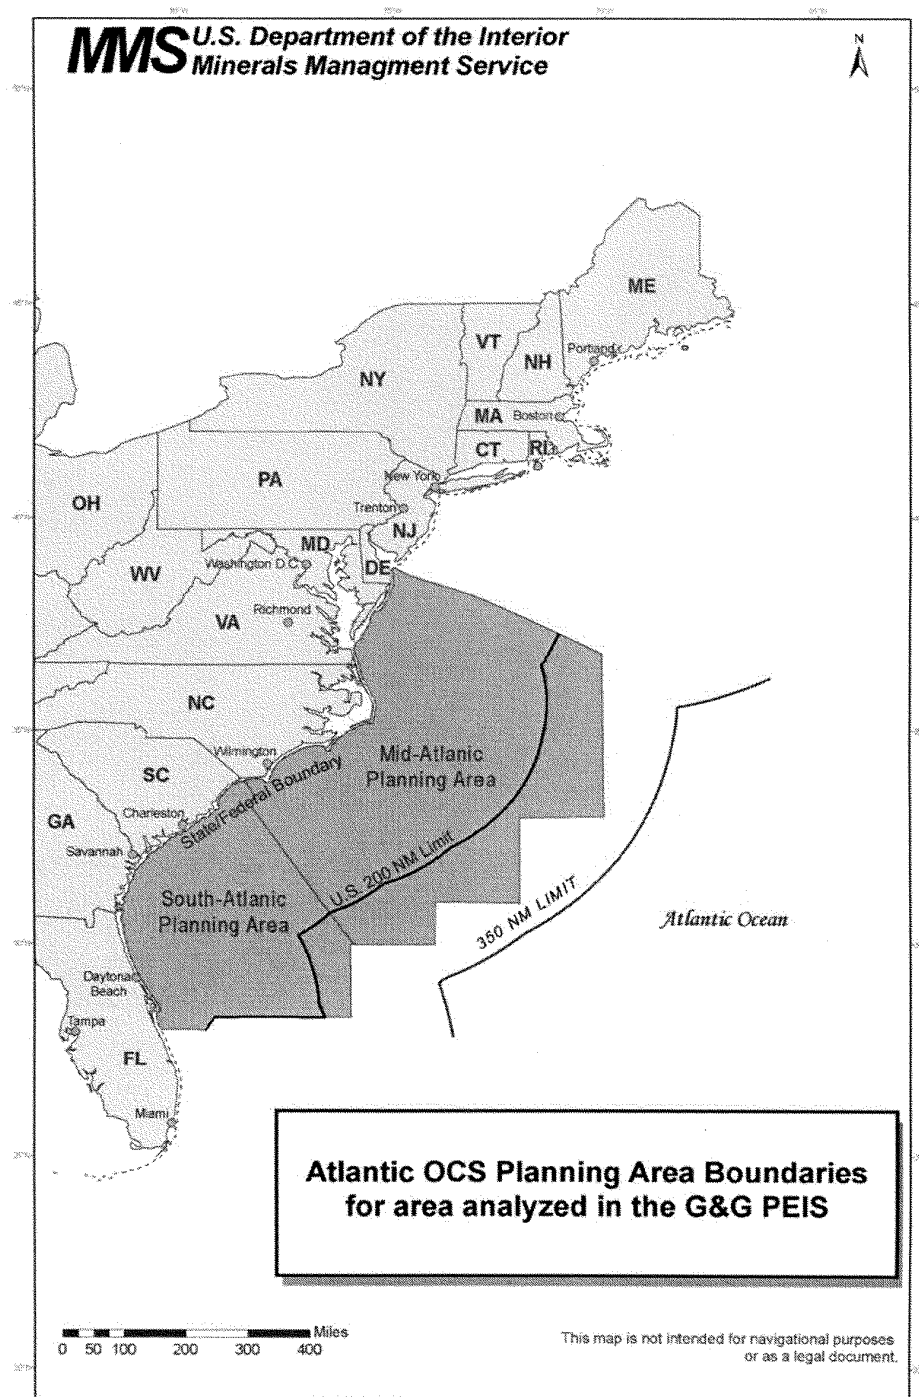 MMS U.S. Department of the Interior
Minerals Managment Service
N
ME
VT
Portland
NH
NY
MA Boston
CT RI
PA
New York
OH
Trenton
NJ
MD
Washington D.C
DE
WV
Richmond
VA
NC
Wilmington
Mid-Atlanic
Planning Area
SC
State/Federal Boundary
Charleston
GA
Savannah
U.S. 200 NM Limit
South-Atlanic
Planning Area
350 NM LIMIT
Atlantic Ocean
Daytona
Beach
Tampa
FL
Miami
Atlantic OCS Planning Area Boundaries
for area analyzed in the G&G PEIS
Miles
0 50 100 200 300 400
This map is not intended for navigational purposes
or as a legal document.